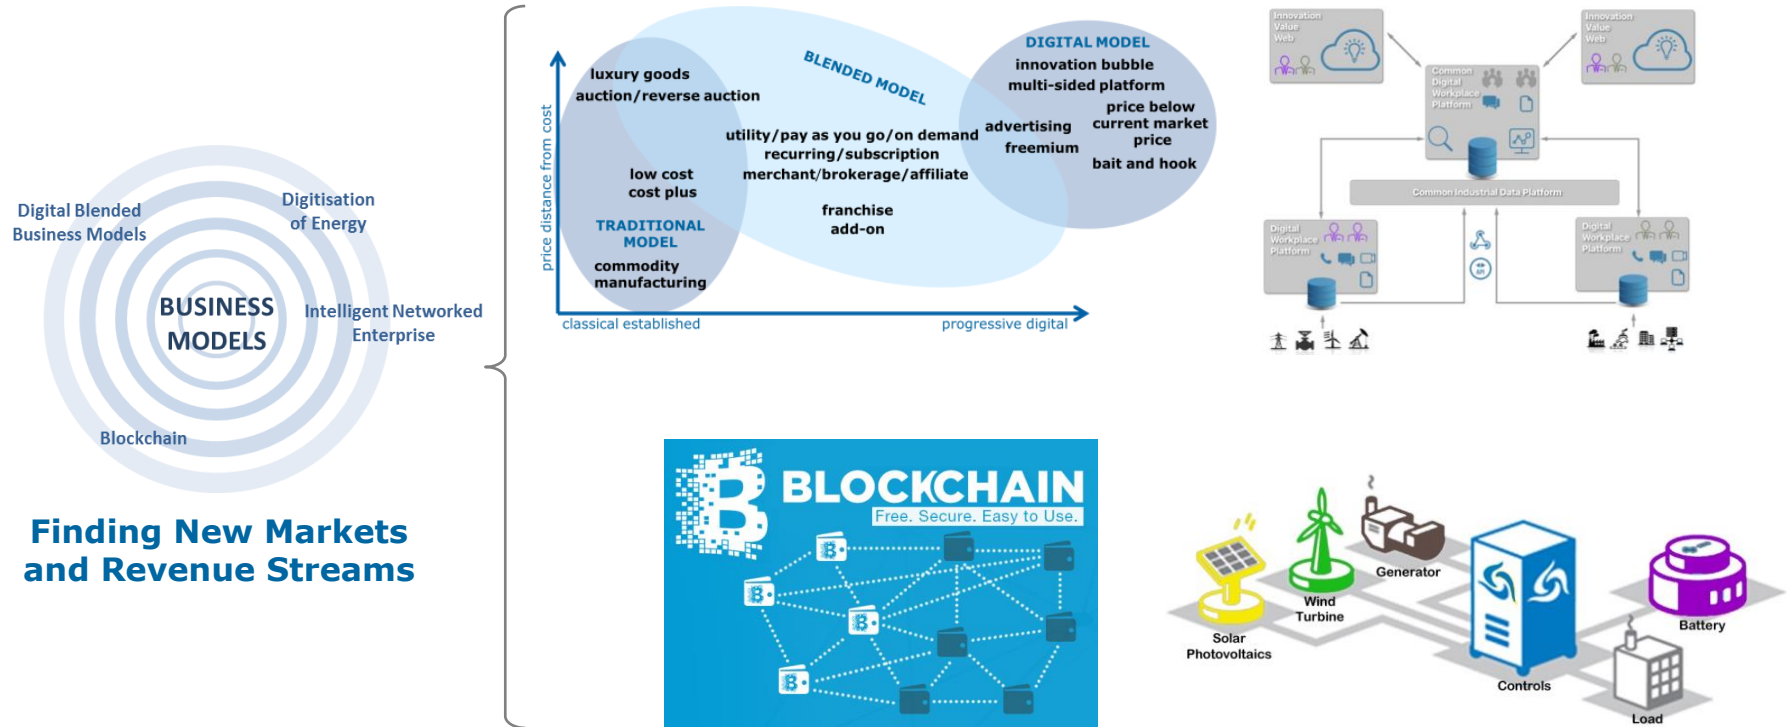 Digital Blended
Business Models
Digitisation
of Energy
BUSINESS
MODELS
Intelligent Networked
Enterprise
Blockchain
Finding New Markets
and Revenue Streams
price distance from cost
luxury goods
auction/reverse auction
low cost
cost plus
TRADITIONAL
MODEL
commodity
manufacturing
BLENDED MODEL
utility/pay as you go/on demand
recurring/subscription
merchant/brokerage/affiliate
franchise
add-on
DIGITAL MODEL
innovation bubble
multi-sided platform
price below
current market
price
advertising
freemium
bait and hook
classical established
progressive digital
Innovation
Value
Web
Innovation
Value
Web
Common
Digital
Workplace
Platform
Common Industrial Data Platform
Digital
Workplace
Platform
API
Digital
Workplace
Platform
BLOCKCHAIN
Free. Secure. Easy to Use.
Solar
Photovoltaics
Wind
Turbine
Generator
Controls
Battery
Load